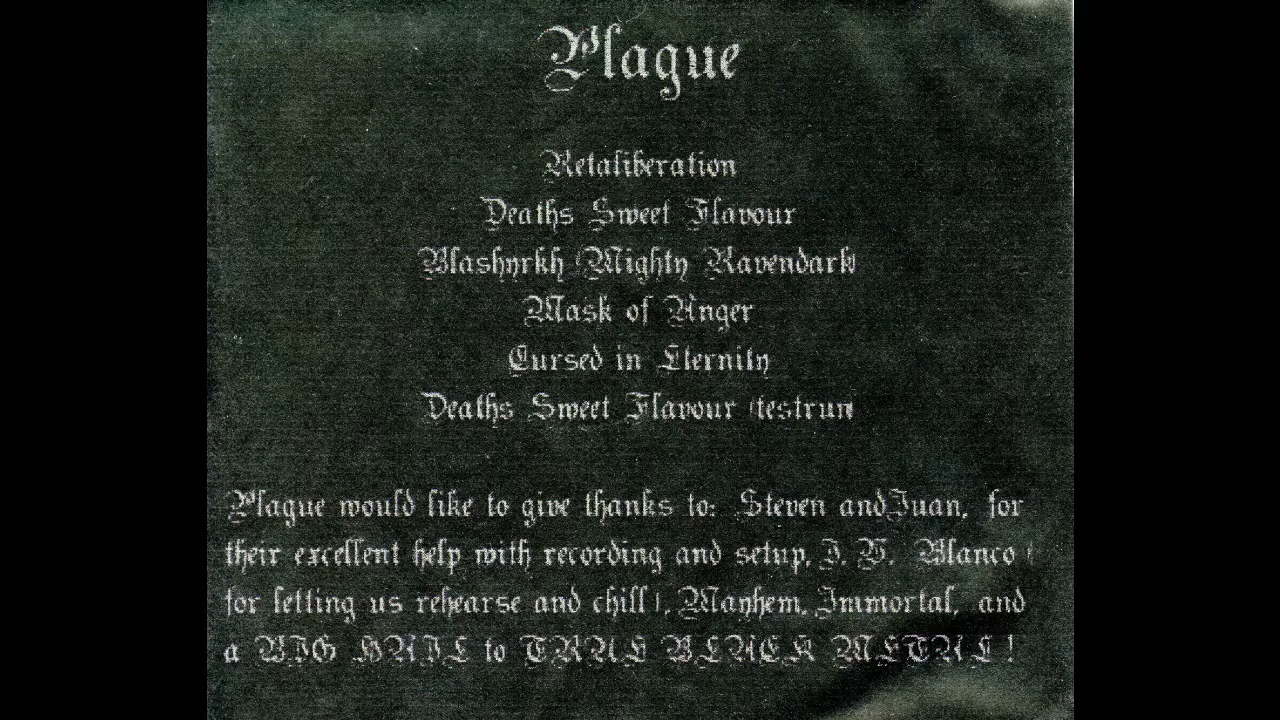 Plague
Retaliberation
Deaths Sweet Flavour
Blashyrkh (Mighty Ravendark)
Mask of Anger
Cursed in Eternity
Deaths Sweet Flavour (testrun)
Plague would like to give thanks to: Steven and Juan, for
their excellent help with recording and setup, J. Blanco (
for letting us rehearse and chill ), Mayhem, Immortal, and
a BIG HAIL to TRUE BLACK METAL !